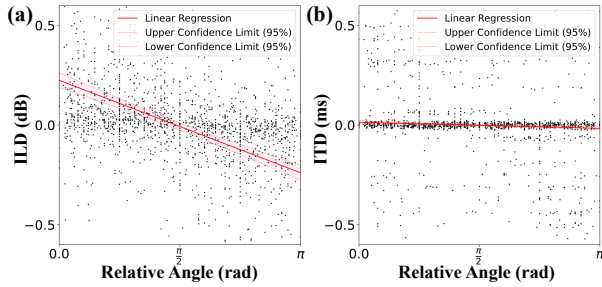 (a)
Linear Regression
Upper Confidence Limit (95%)
Lower Confidence Limit (95%)
0.5
0.0
−0.5
ILD (dB)
0.0
π/2
π
Relative Angle (rad)
(b)
Linear Regression
Upper Confidence Limit (95%)
Lower Confidence Limit (95%)
0.5
0.0
−0.5
ITD (ms)
0.0
π/2
π
Relative Angle (rad)